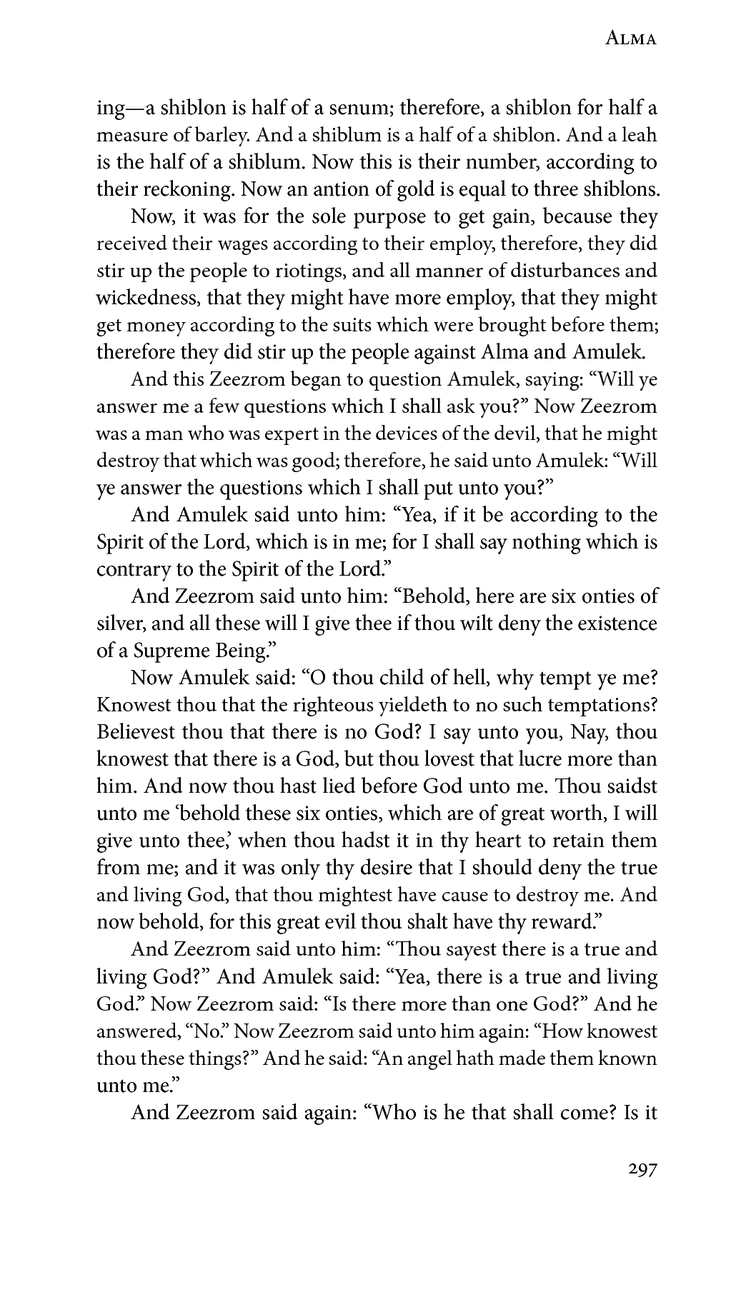 Alma
ing—a shiblon is half of a senum; therefore, a shiblon for half a
measure of barley. And a shiblum is a half of a shiblon. And a leah
is the half of a shiblum. Now this is their number, according to
their reckoning. Now an antion of gold is equal to three shiblons.
Now, it was for the sole purpose to get gain, because they
received their wages according to their employ, therefore, they did
stir up the people to riotings, and all manner of disturbances and
wickedness, that they might have more employ, that they might
get money according to the suits which were brought before them;
therefore they did stir up the people against Alma and Amulek.
And this Zeezrom began to question Amulek, saying: “Will ye
answer me a few questions which I shall ask you?” Now Zeezrom
was a man who was expert in the devices of the devil, that he might
destroy that which was good; therefore, he said unto Amulek: “Will
ye answer the questions which I shall put unto you?”
And Amulek said unto him: “Yea, if it be according to the
Spirit of the Lord, which is in me; for I shall say nothing which is
contrary to the Spirit of the Lord.”
And Zeezrom said unto him: “Behold, here are six onties of
silver, and all these will I give thee if thou wilt deny the existence
of a Supreme Being.”
Now Amulek said: “O thou child of hell, why tempt ye me?
Knowest thou that the righteous yieldeth to no such temptations?
Believest thou that there is no God? I say unto you, Nay, thou
knowest that there is a God, but thou lovest that lucre more than
him. And now thou hast lied before God unto me. Thou saidst
unto me ‘behold these six onties, which are of great worth, I will
give unto thee,’ when thou hadst it in thy heart to retain them
from me; and it was only thy desire that I should deny the true
and living God, that thou mightest have cause to destroy me. And
now behold, for this great evil thou shalt have thy reward.”
And Zeezrom said unto him: “Thou sayest there is a true and
living God?” And Amulek said: “Yea, there is a true and living
God.” Now Zeezrom said: “Is there more than one God?” And he
answered, “No.” Now Zeezrom said unto him again: “How knowest
thou these things?” And he said: “An angel hath made them known
unto me.”
And Zeezrom said again: “Who is he that shall come? Is it
297